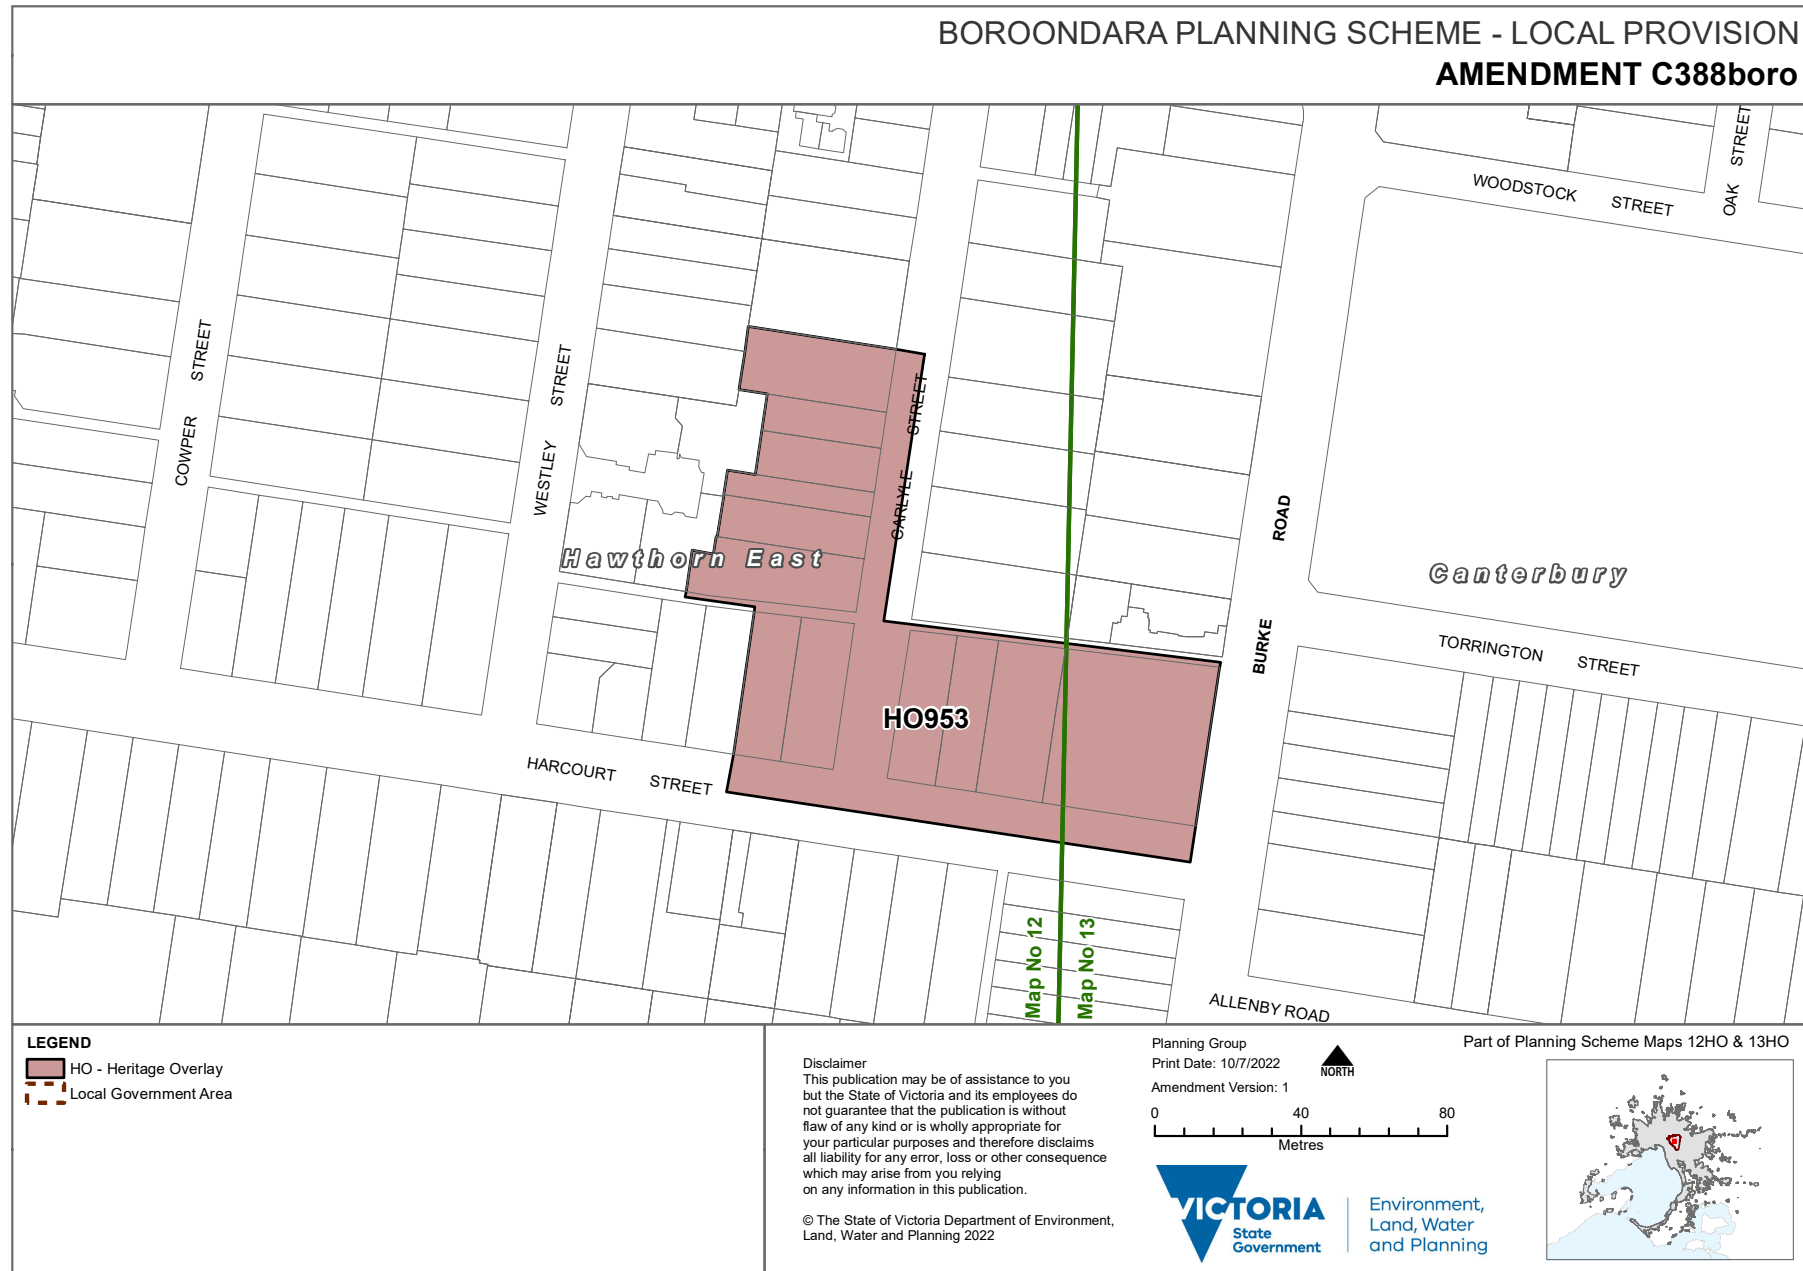 BOROONDARA PLANNING SCHEME - LOCAL PROVISION
AMENDMENT C388boro
WOODSTOCK STREET
OAK STREET
COWPER STREET
WESTLEY STREET
CARLYLE STREET
BURKE ROAD
Hawthorn East
Canterbury
TORRINGTON STREET
HO953
HARCOURT STREET
Map No 12
Map No 13
ALLENBY ROAD
LEGEND
HO - Heritage Overlay
Local Government Area
Disclaimer
This publication may be of assistance to you
but the State of Victoria and its employees do
not guarantee that the publication is without
flaw of any kind or is wholly appropriate for
your particular purposes and therefore disclaims
all liability for any error, loss or other consequence
which may arise from you relying
on any information in this publication.
© The State of Victoria Department of Environment,
Land, Water and Planning 2022
Planning Group
Print Date: 10/7/2022
Amendment Version: 1
NORTH
0 40 80
Metres
VICTORIA
State
Government
Environment,
Land, Water
and Planning
Part of Planning Scheme Maps 12HO & 13HO